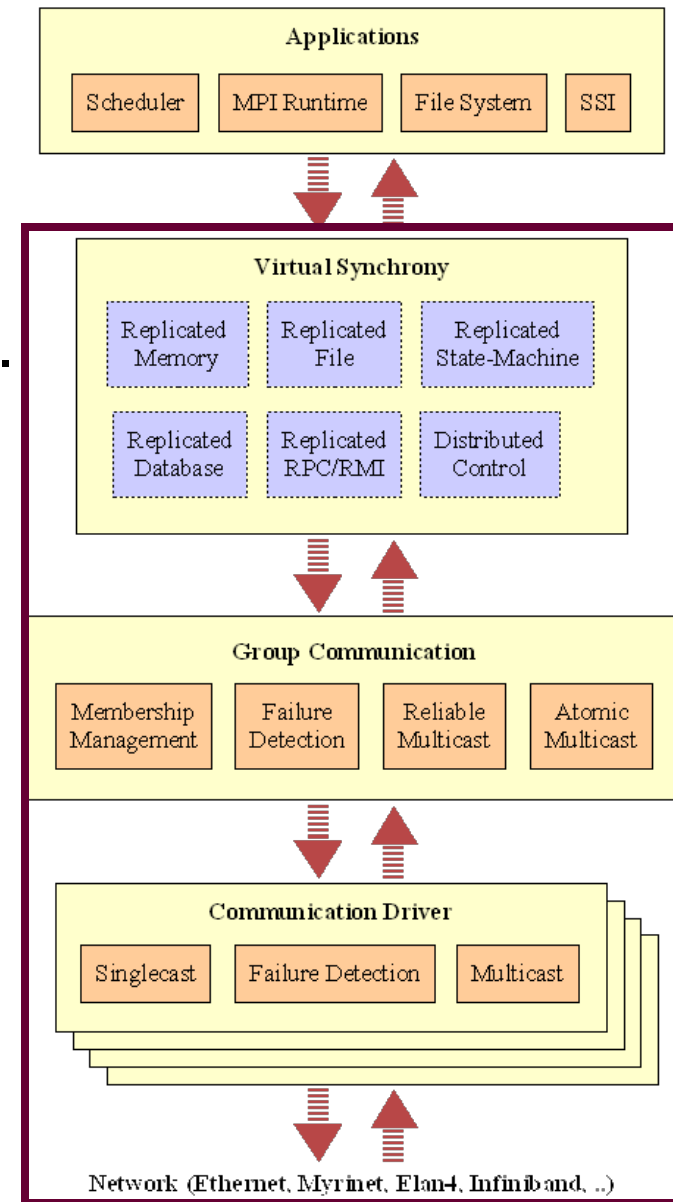 Applications
Scheduler
MPI Runtime
File System
SSI
Virtual Synchrony
Replicated
Memory
Replicated
File
Replicated
State-Machine
Replicated
Database
Replicated
RPC/RMI
Distributed
Control
Group Communication
Membership
Management
Failure
Detection
Reliable
Multicast
Atomic
Multicast
Communication Driver
Singlecast
Failure Detection
Multicast
Network (Ethernet, Myrinet, Elan4, Infiniband, ..)